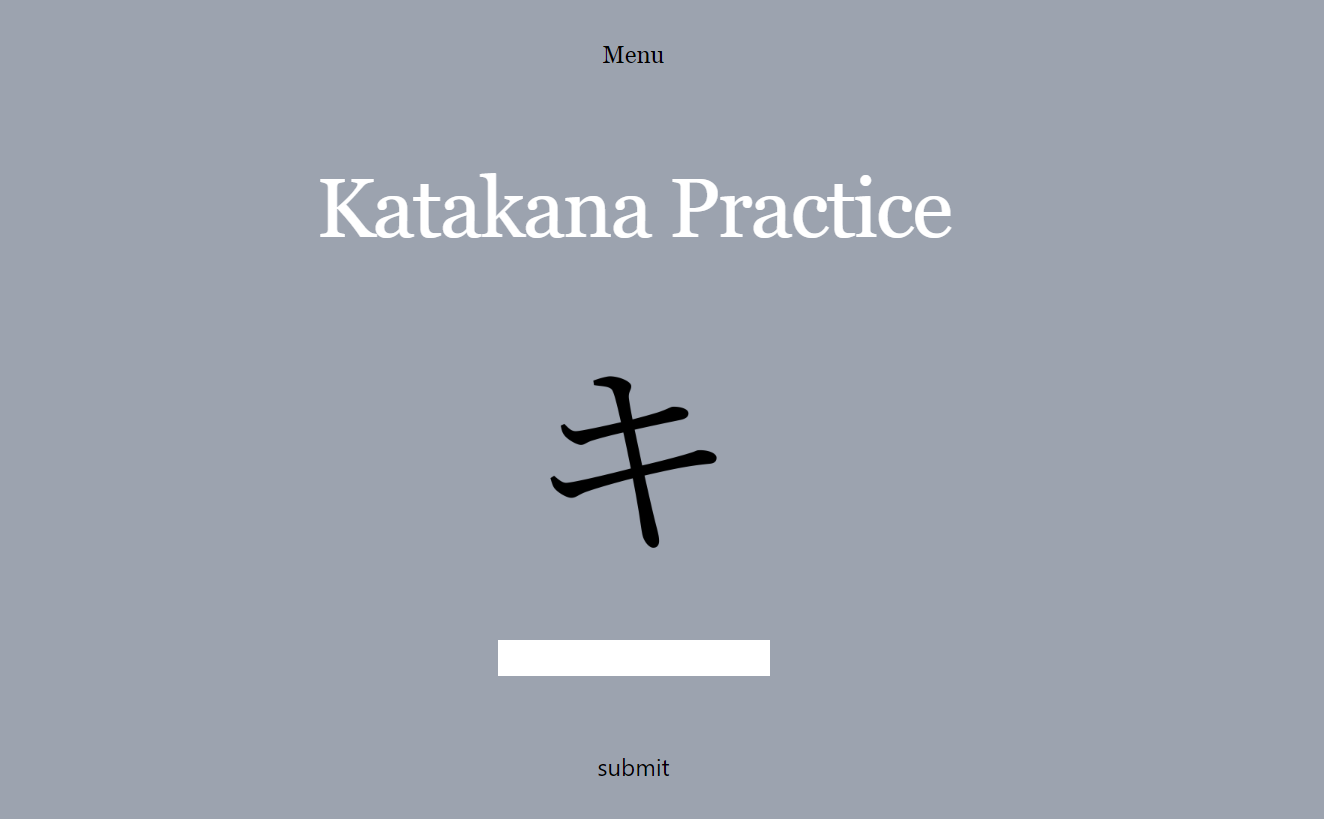 Menu
Katakana Practice
キ
submit